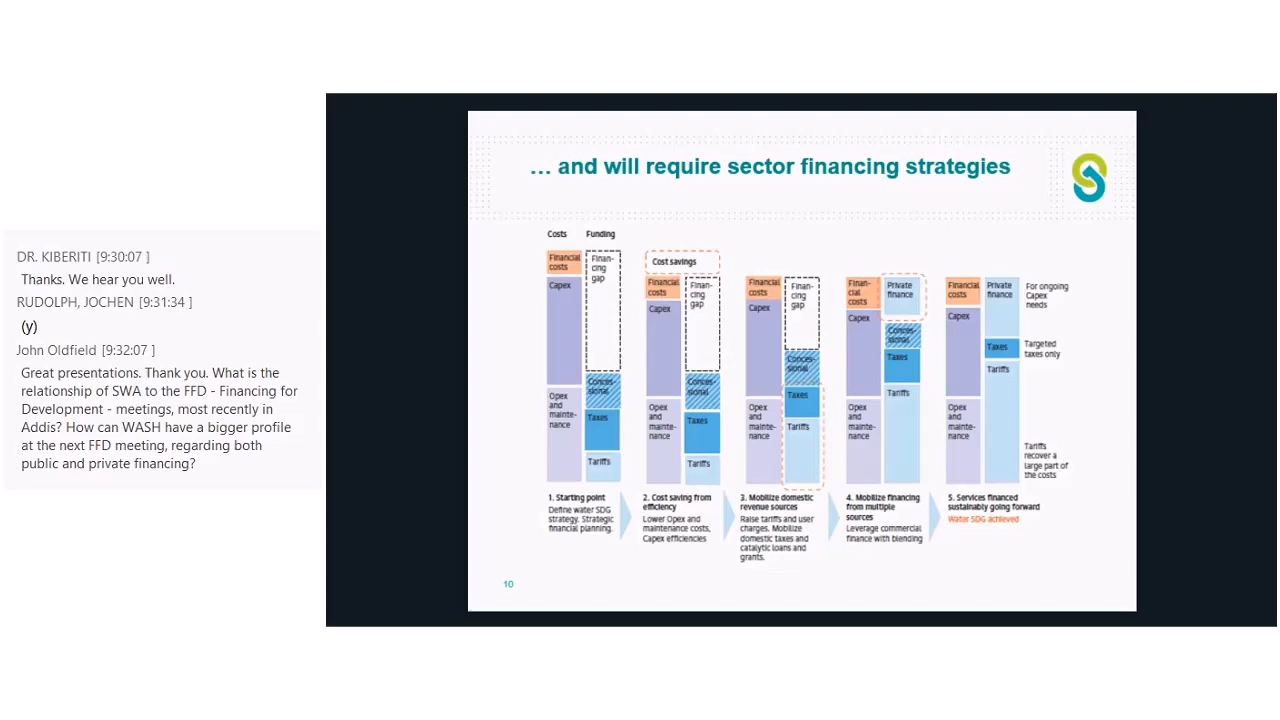 DR. KIBERITI [9:30:07 ]
Thanks. We hear you well.
RUDOLPH, JOCHEN [9:31:34 ]
(y)
John Oldfield [9:32:07 ]
Great presentations. Thank you. What is the
relationship of SWA to the FFD - Financing for
Development - meetings, most recently in
Addis? How can WASH have a bigger profile
at the next FFD meeting, regarding both
public and private financing?
… and will require sector financing strategies
Costs
Funding
Financial
costs
Capex
Opex
and
mainte-
nance
Finan-
cing
gap
Conces-
sional
Taxes
Tariffs
Cost savings
Financial
costs
Capex
Opex
and
mainte-
nance
Finan-
cing
gap
Conces-
sional
Taxes
Tariffs
Financial
costs
Capex
Opex
and
mainte-
nance
Finan-
cing
gap
Conces-
sional
Taxes
Tariffs
Finan-
cial
costs
Capex
Opex
and
mainte-
nance
Private
finance
Conces-
sional
Taxes
Tariffs
Financial
costs
Capex
Opex
and
mainte-
nance
Private
finance
Taxes
Tariffs
For ongoing
Capex
needs
Targeted
taxes only
Tariffs
recover a
large part of
the costs
1. Starting point
Define water SDG
strategy. Strategic
financial planning.
2. Cost saving from
efficiency
Lower Opex and
maintenance costs,
Capex efficiencies
3. Mobilize domestic
revenue sources
Raise tariffs and user
charges. Mobilize
domestic taxes and
catalytic loans and
grants.
4. Mobilize financing
from multiple
sources
Leverage commercial
finance with blending
5. Services financed
sustainably going forward
Water SDG achieved
10